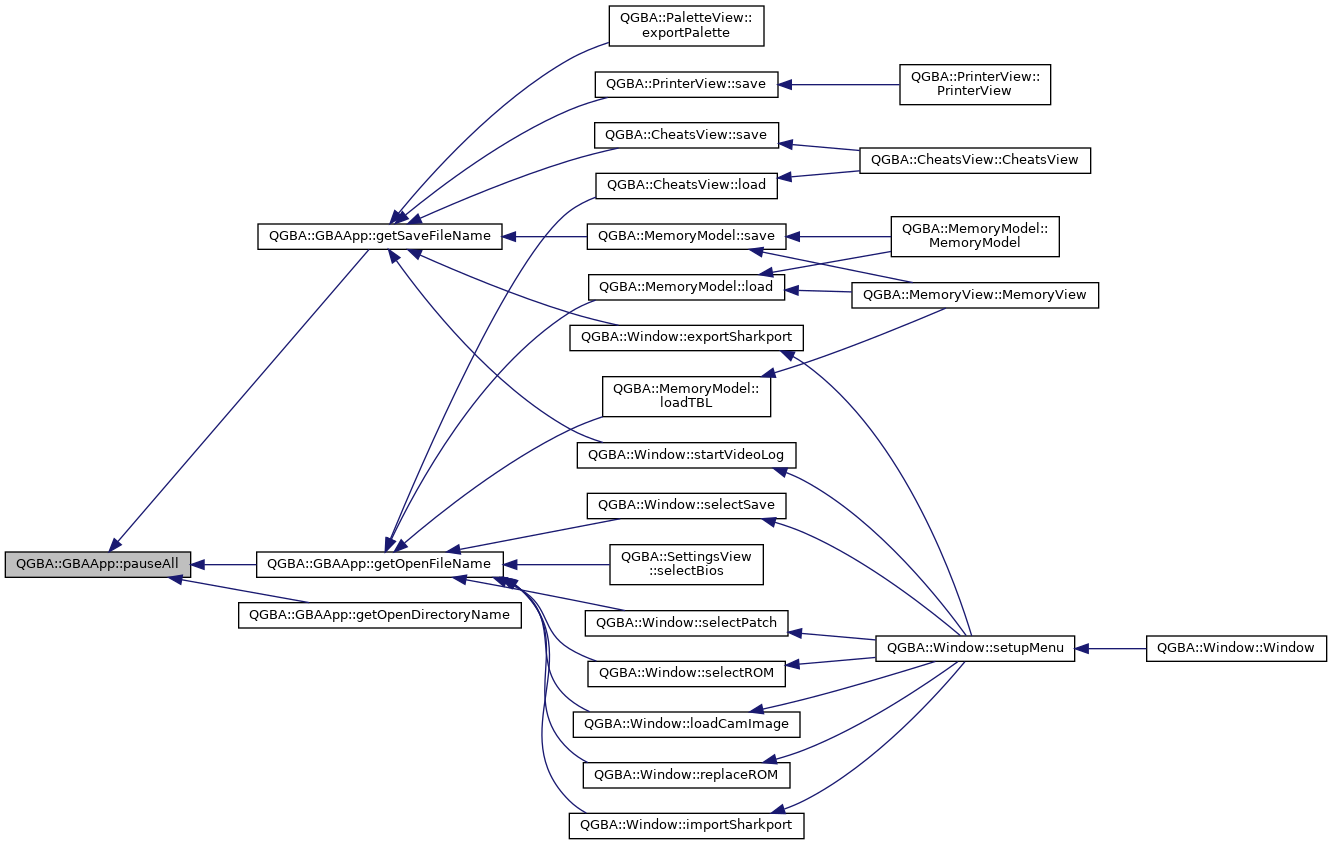 QGBA::PaletteView::
exportPalette
QGBA::PrinterView::save
QGBA::PrinterView::
PrinterView
QGBA::CheatsView::save
QGBA::CheatsView::CheatsView
QGBA::CheatsView::load
QGBA::GBAApp::getSaveFileName
QGBA::MemoryModel::save
QGBA::MemoryModel::
MemoryModel
QGBA::MemoryModel::load
QGBA::MemoryView::MemoryView
QGBA::Window::exportSharkport
QGBA::MemoryModel::
loadTBL
QGBA::Window::startVideoLog
QGBA::Window::selectSave
QGBA::GBAApp::pauseAll
QGBA::GBAApp::getOpenFileName
QGBA::SettingsView
::selectBios
QGBA::GBAApp::getOpenDirectoryName
QGBA::Window::selectPatch
QGBA::Window::setupMenu
QGBA::Window::Window
QGBA::Window::selectROM
QGBA::Window::loadCamImage
QGBA::Window::replaceROM
QGBA::Window::importSharkport